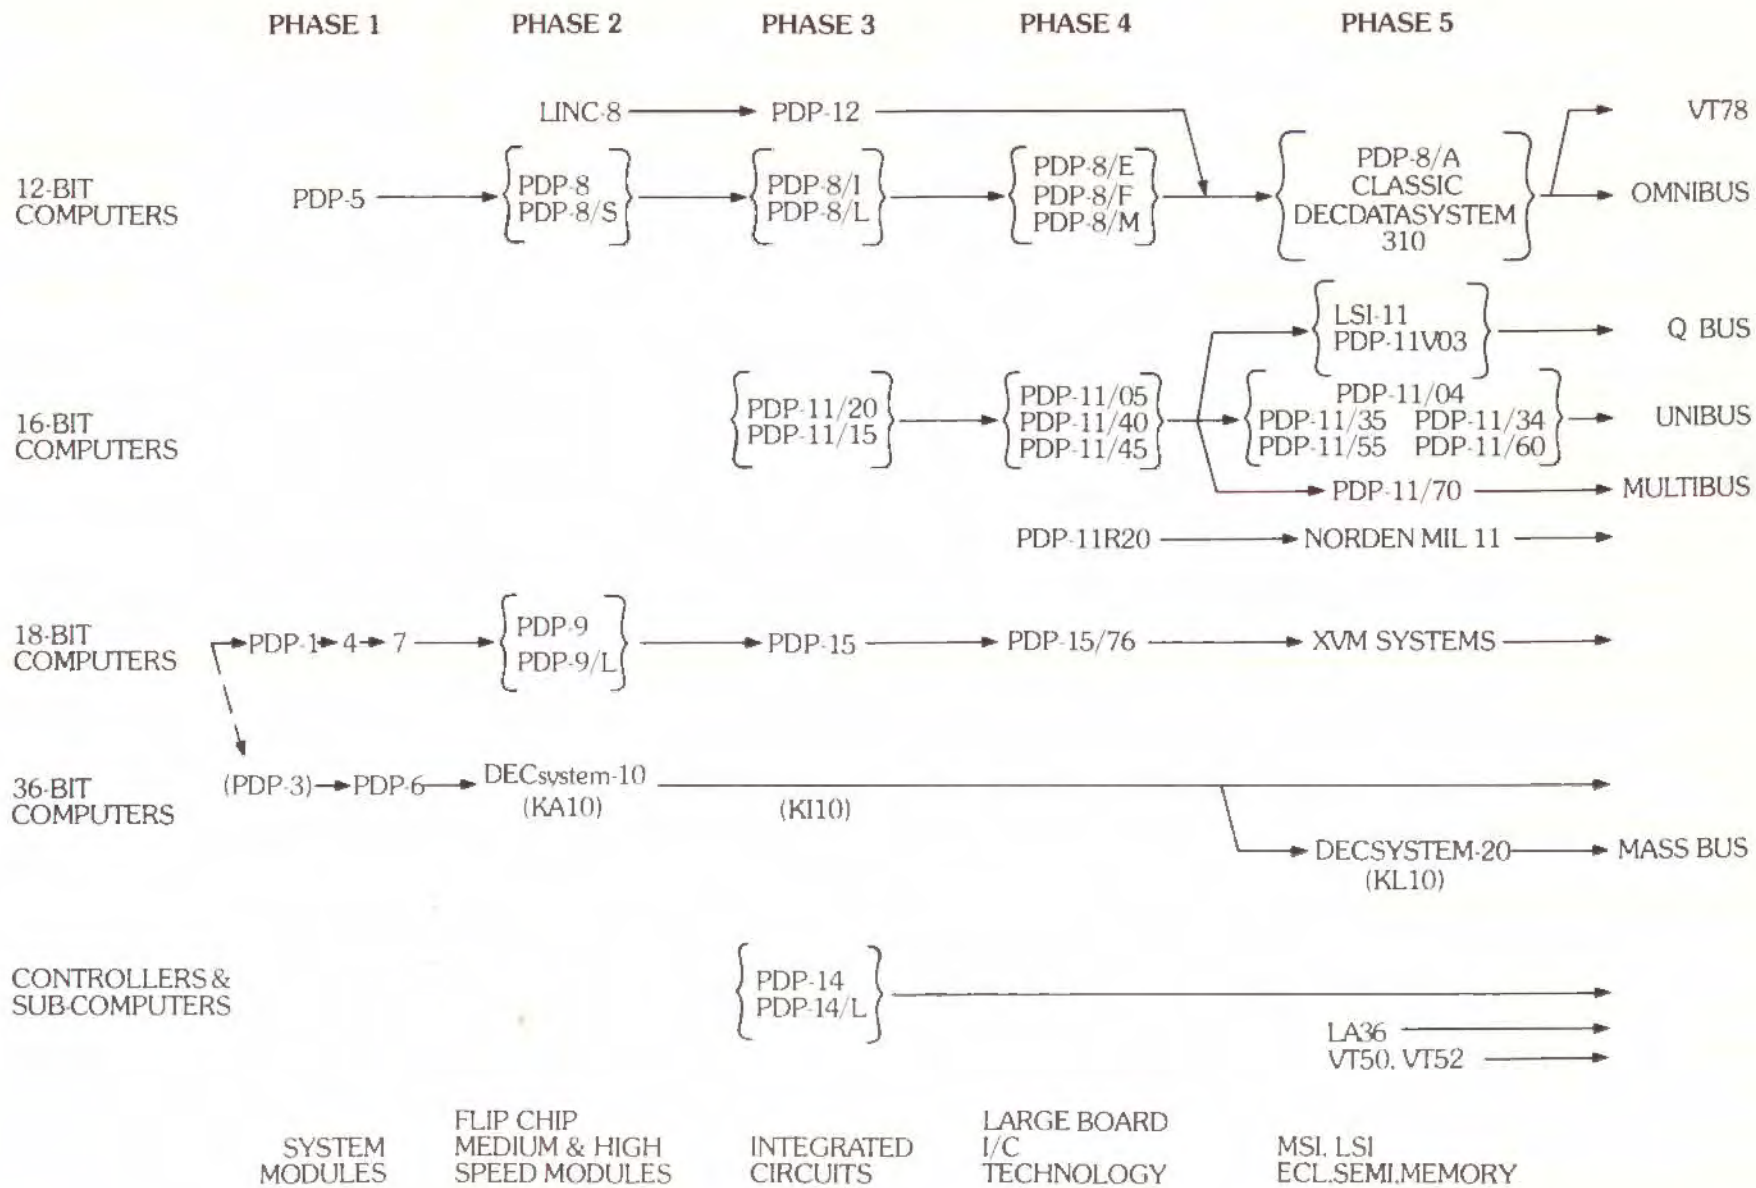 PHASE 1 PHASE 2 PHASE 3 PHASE 4 PHASE 5
LINC-8 PDP-12 VT78
12-BIT
COMPUTERS
PDP-5
PDP-8
PDP-8/S
PDP-8/I
PDP-8/L
PDP-8/E
PDP-8/F
PDP-8/M
PDP-8/A
CLASSIC
DECDATASYSTEM
310
OMNIBUS
LSI-11
PDP-11V03
Q BUS
16-BIT
COMPUTERS
PDP-11/20
PDP-11/15
PDP-11/05
PDP-11/40
PDP-11/45
PDP-11/04
PDP-11/35 PDP-11/34
PDP-11/55 PDP-11/60
UNIBUS
PDP-11/70 MULTIBUS
PDP-11R20 NORDEN MIL 11
18-BIT
COMPUTERS
PDP-1 4 7
PDP-9
PDP-9/L
PDP-15 PDP-15/76 XVM SYSTEMS
36-BIT
COMPUTERS
(PDP-3) PDP-6 DECsystem-10
(KA10) (KI10)
DECSYSTEM-20 MASS BUS
(KL10)
CONTROLLERS &
SUB-COMPUTERS
PDP-14
PDP-14/L
LA36
VT50, VT52
SYSTEM
MODULES
FLIP CHIP
MEDIUM & HIGH
SPEED MODULES
INTEGRATED
CIRCUITS
LARGE BOARD
I/C
TECHNOLOGY
MSI, LSI
ECL.SEMI.MEMORY